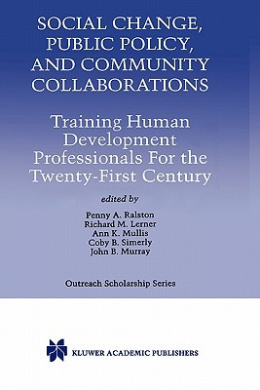 SOCIAL CHANGE,
PUBLIC POLICY,
AND COMMUNITY
COLLABORATIONS
Training Human
Development
Professionals For the
Twenty-First Century
edited by
Penny A. Ralston
Richard M. Lerner
Ann K. Mullis
Coby B. Simerly
John B. Murray
Outreach Scholarship Series
KLUWER ACADEMIC PUBLISHERS